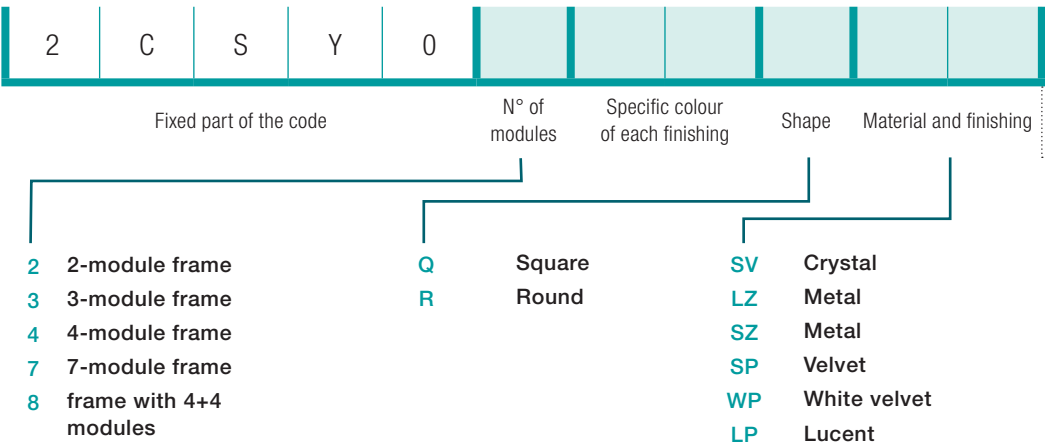 2 C S Y 0
Fixed part of the code
N° of
modules
Specific colour
of each finishing
Shape
Material and finishing
2 2-module frame
3 3-module frame
4 4-module frame
7 7-module frame
8 frame with 4+4
modules
Q Square
R Round
SV Crystal
LZ Metal
SZ Metal
SP Velvet
WP White velvet
LP Lucent